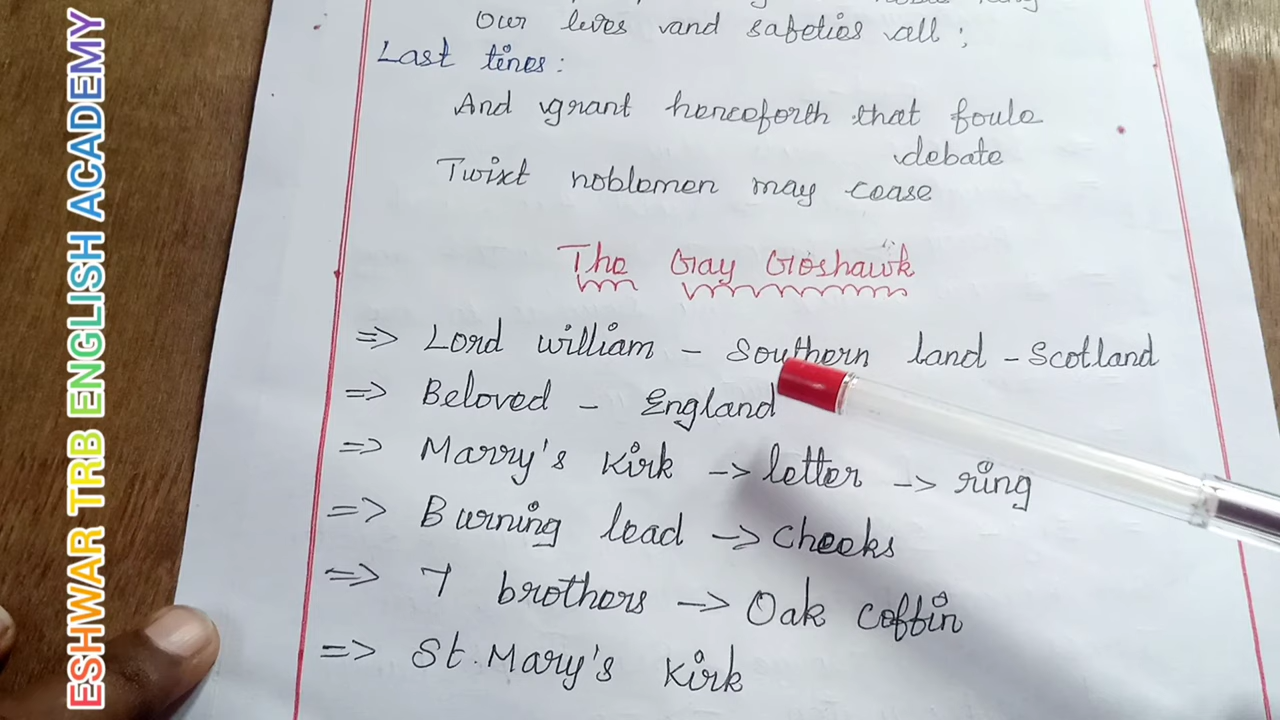 Our lives and safeties all ;
Last lines :
And grant henceforth that foule
debate
Twixt noblemen may cease
The Gay Goshawk
=> Lord william - Southern land - Scotland
=> Beloved - England
=> Marry's Kirk -> letter -> ring
=> Burning lead -> cheeks
=> 7 brothers -> Oak coffin
=> St. Mary's Kirk
ESHWAR TRB ENGLISH ACADEMY